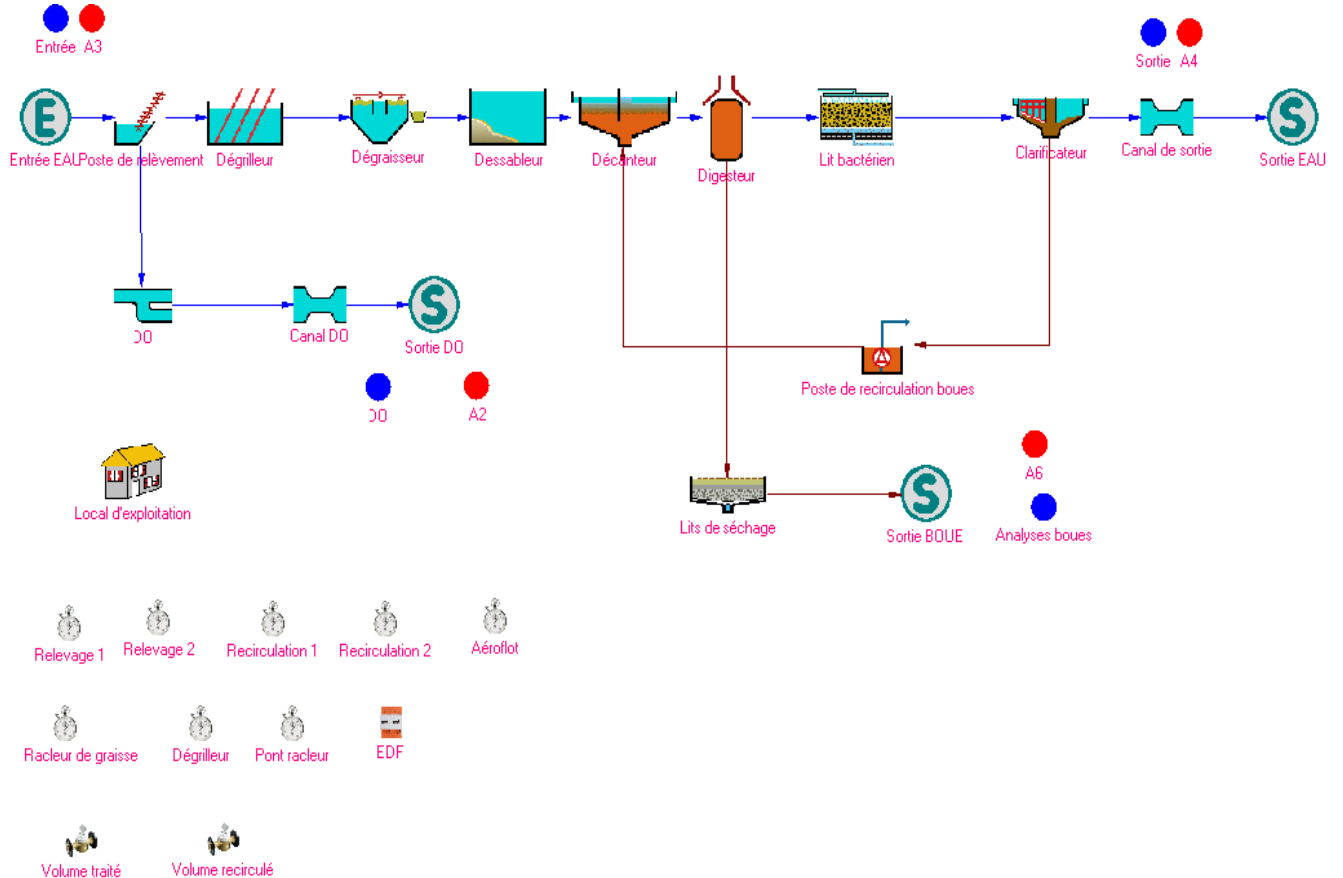 Entrée A3
Sortie A4
E
S
Entrée EAU
Poste de relèvement
Dégrilleur
Dégraisseur
Dessableur
Décanteur
Digesteur
Lit bactérien
Clarificateur
Canal de sortie
Sortie EAU
S
DO
Canal DO
Sortie DO
A
Poste de recirculation boues
DO
A2
A6
Local d'exploitation
S
Lits de séchage
Sortie BOUE
Analyses boues
Relevage 1
Relevage 2
Recirculation 1
Recirculation 2
Aéroflot
Racleur de graisse
Dégrilleur
Pont racleur
EDF
Volume traité
Volume recirculé